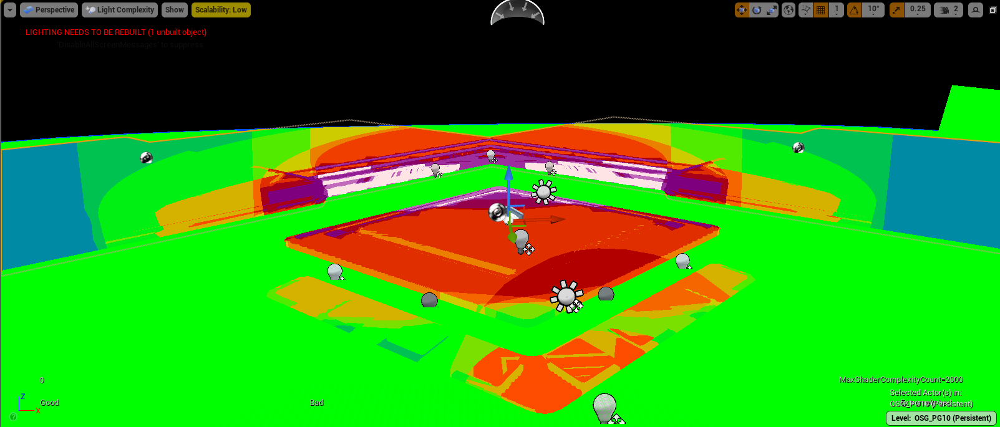 Perspective Light Complexity Show Scalability: Low 1 10° 0.25 2
LIGHTING NEEDS TO BE REBUILT (1 unbuilt object)
'DisableAllScreenMessages' to suppress
0
MaxShaderComplexityCount=2000
Selected Actor(s) in:
OSG_PG10 (Persistent)
Z
X
Good
Bad
Level: OSG_PG10 (Persistent)